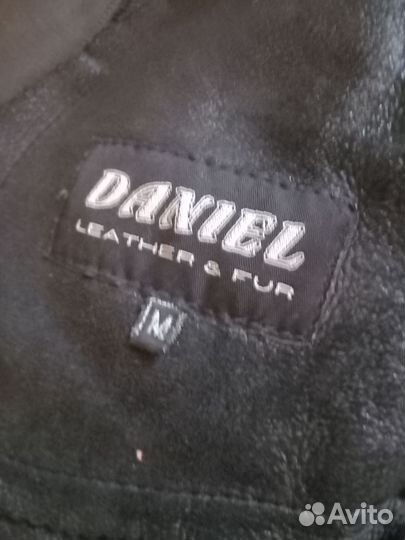 DANIEL
LEATHER & FUR
M
Avito